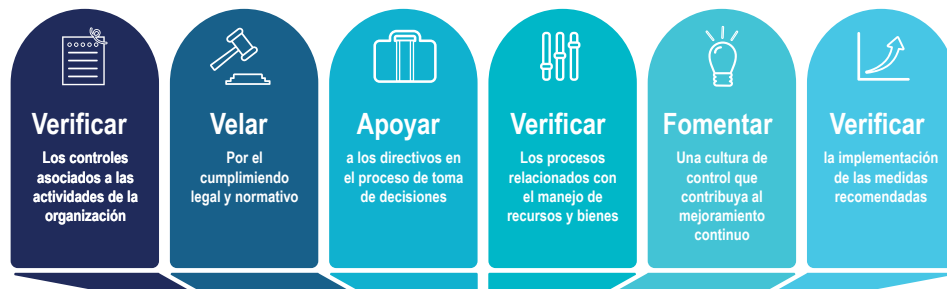 Verificar
Los controles
asociados a las
actividades de la
organización
Velar
Por el
cumplimiendo
legal y normativo
Apoyar
a los directivos en
el proceso de toma
de decisiones
Verificar
Los procesos
relacionados con
el manejo de
recursos y bienes
Fomentar
Una cultura de
control que
contribuya al
mejoramiento
continuo
Verificar
la implementación
de las medidas
recomendadas